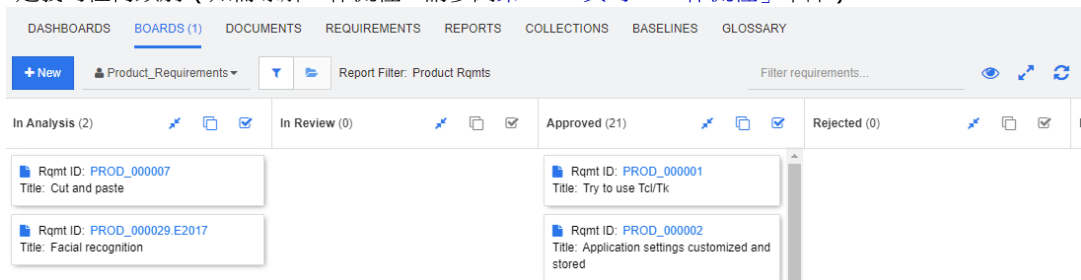 DASHBOARDS BOARDS (1) DOCUMENTS REQUIREMENTS REPORTS COLLECTIONS BASELINES GLOSSARY
+ New Product_Requirements Report Filter: Product Rqmts Filter requirements...
In Analysis (2) In Review (0) Approved (21) Rejected (0)
Rqmt ID: PROD_000007
Title: Cut and paste
Rqmt ID: PROD_000029.E2017
Title: Facial recognition
Rqmt ID: PROD_000001
Title: Try to use Tcl/Tk
Rqmt ID: PROD_000002
Title: Application settings customized and
stored